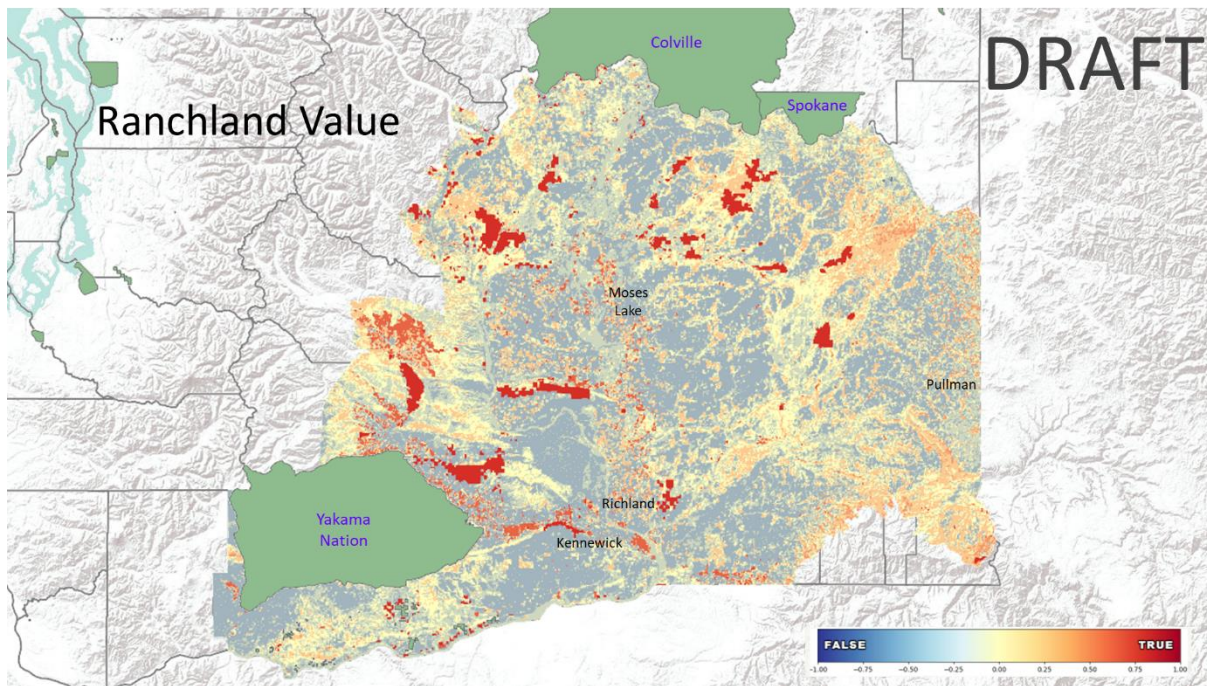 DRAFT
Colville
Spokane
Ranchland Value
Moses
Lake
Pullman
Richland
Yakama
Nation
Kennewick
FALSE
TRUE
-1.00 -0.75 -0.50 -0.25 0.00 0.25 0.50 0.75 1.00